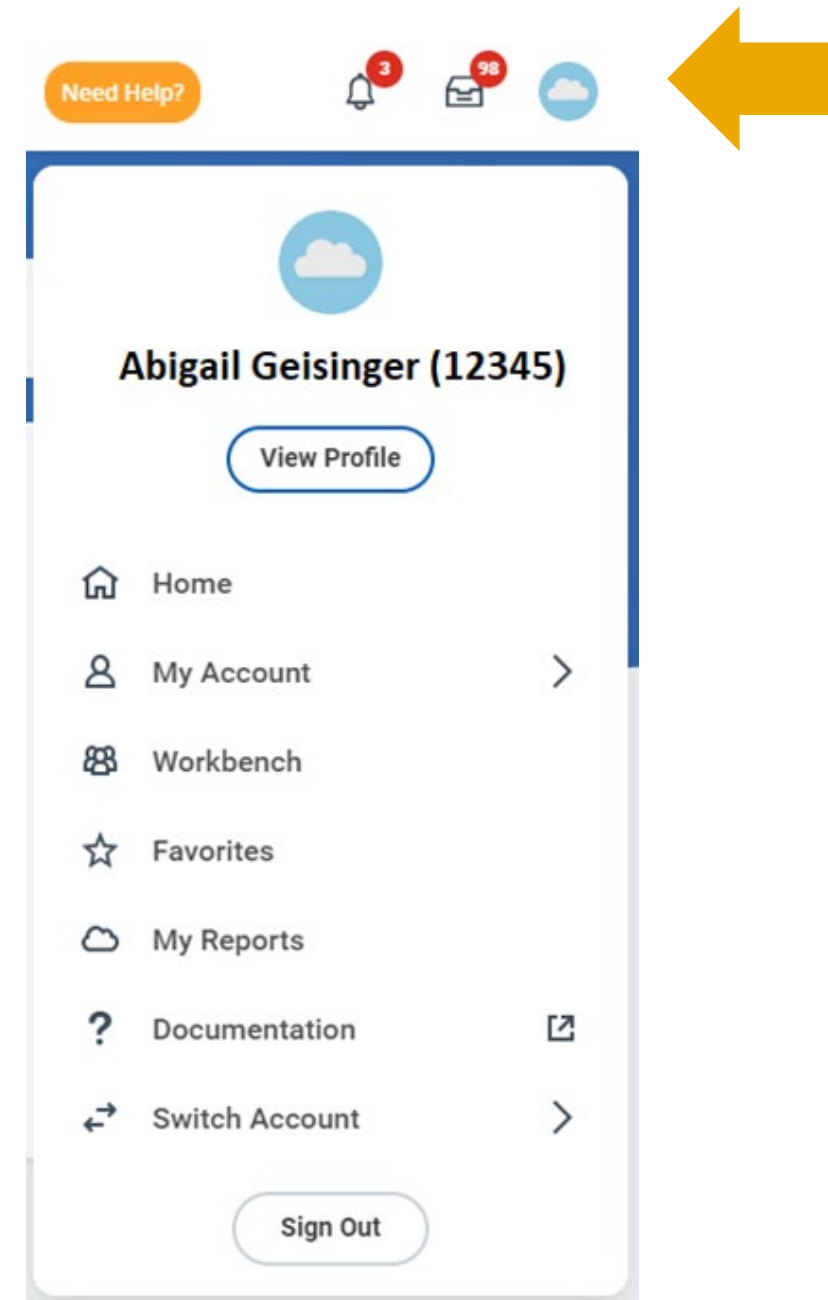 Need Help?
3
98
Abigail Geisinger (12345)
View Profile
Home
My Account
Workbench
Favorites
My Reports
? Documentation
Switch Account
Sign Out